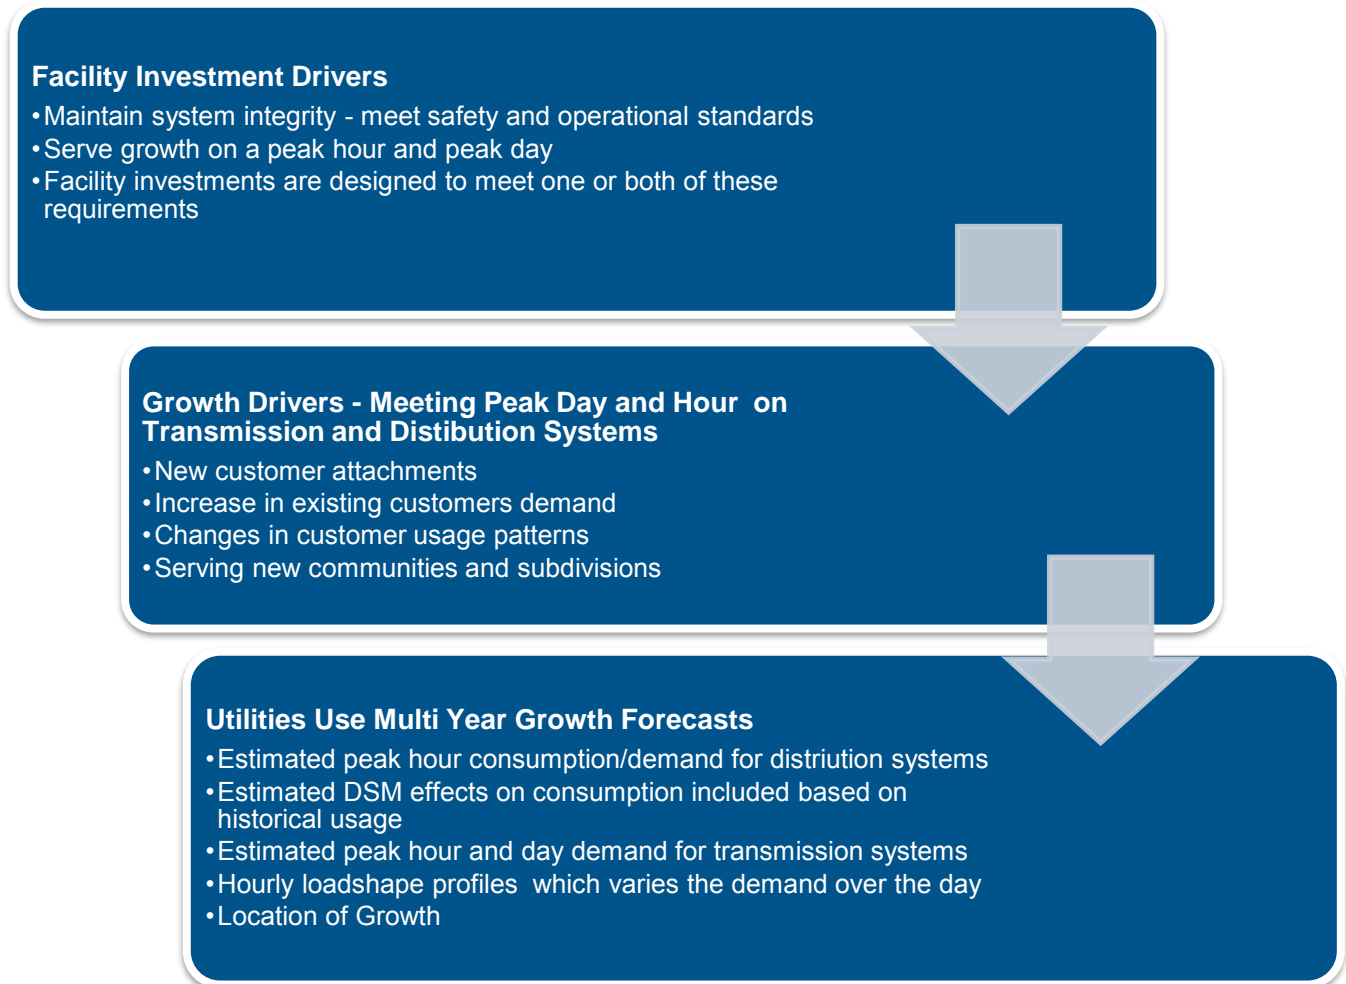 Facility Investment Drivers
•Maintain system integrity - meet safety and operational standards
•Serve growth on a peak hour and peak day
•Facility investments are designed to meet one or both of these
requirements
Growth Drivers - Meeting Peak Day and Hour  on
Transmission and Distibution Systems
•New customer attachments
•Increase in existing customers demand
•Changes in customer usage patterns
•Serving new communities and subdivisions
Utilities Use Multi Year Growth Forecasts
•Estimated peak hour consumption/demand for distriution systems
•Estimated DSM effects on consumption included based on
historical usage
•Estimated peak hour and day demand for transmission systems
•Hourly loadshape profiles  which varies the demand over the day
•Location of Growth